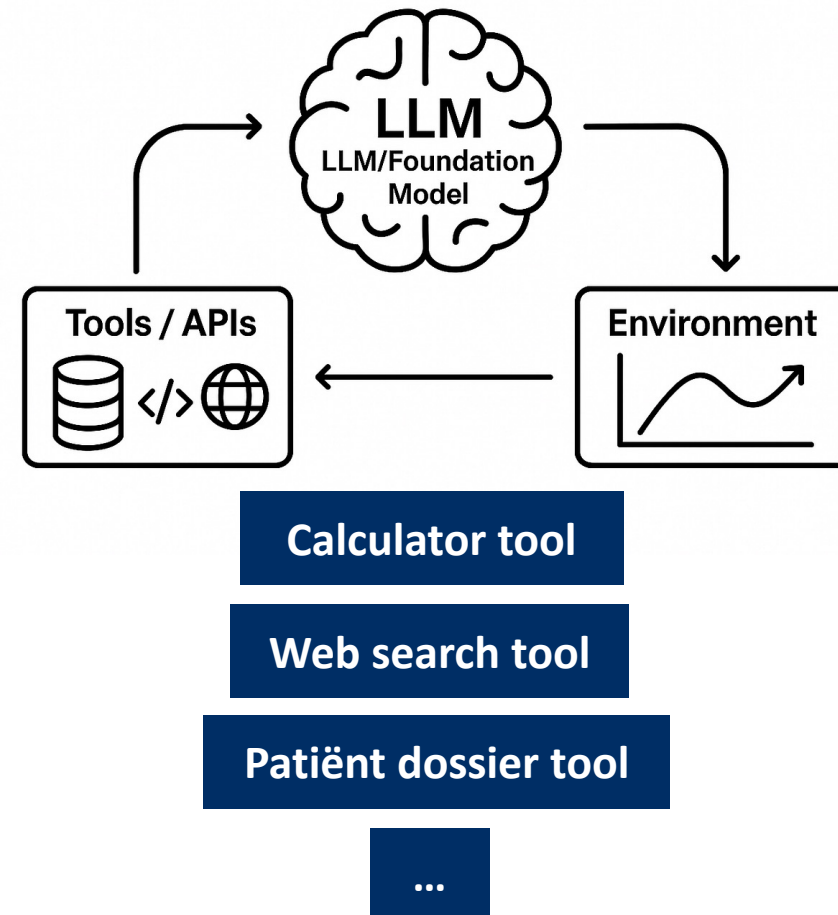 LLM
LLM/Foundation
Model
Tools / APIs
</>
Environment
Calculator tool
Web search tool
Patiënt dossier tool
...